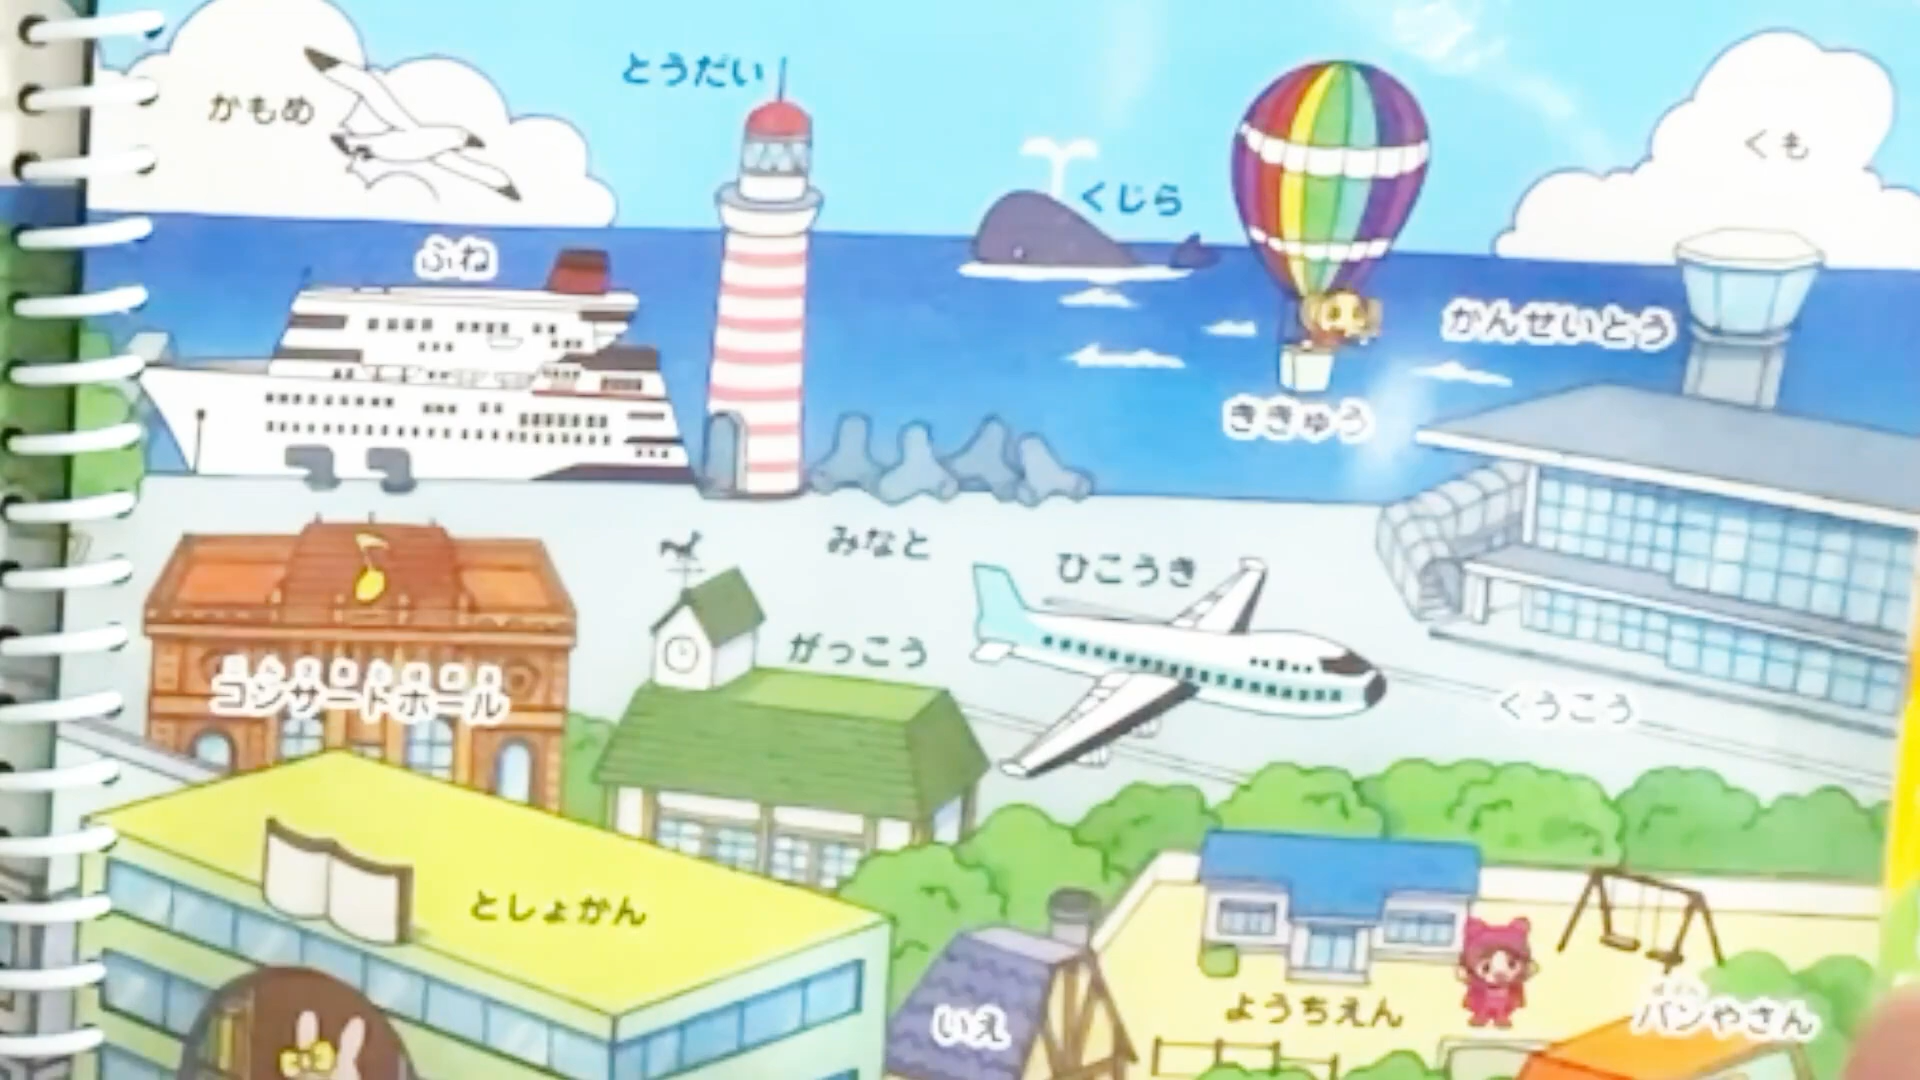 とうだい
かもめ
くも
くじら
ふね
かんせいとう
ききゅう
みなと
ひこうき
がっこう
コンサートホール
くうこう
としょかん
ようちえん
いえ
パンやさん